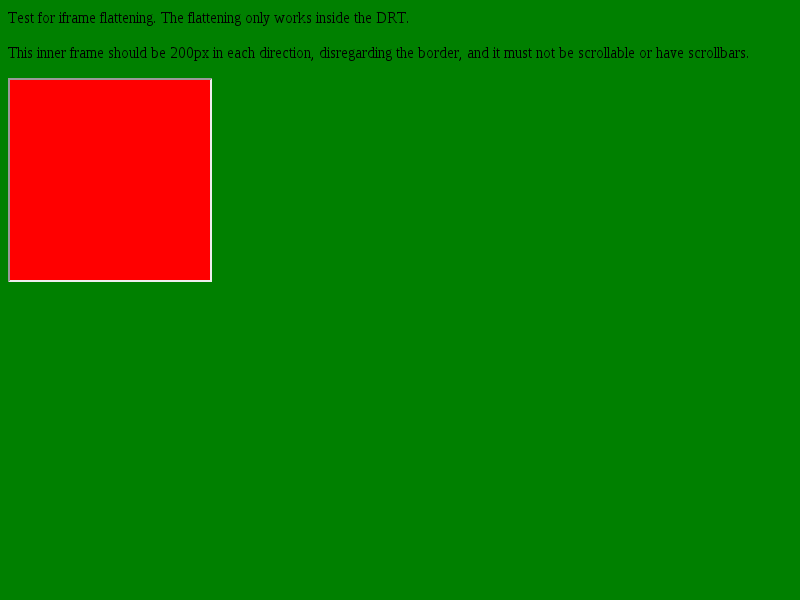 Test for iframe flattening. The flattening only works inside the DRT.
This inner frame should be 200px in each direction, disregarding the border, and it must not be scrollable or have scrollbars.